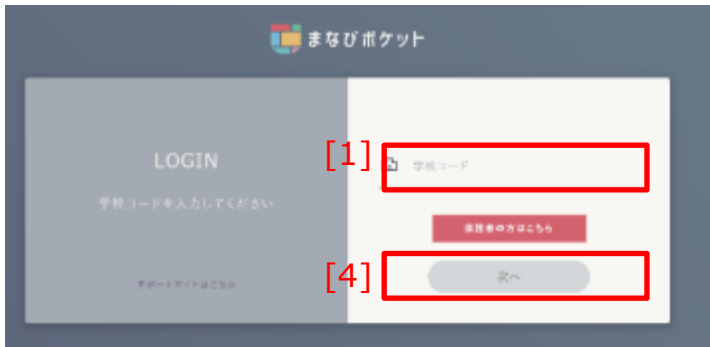 まなびポケット
LOGIN
学校コードを入力してください
サポートサイトはこちら
[1]
学校コード
保護者の方はこちら
[4]
次へ